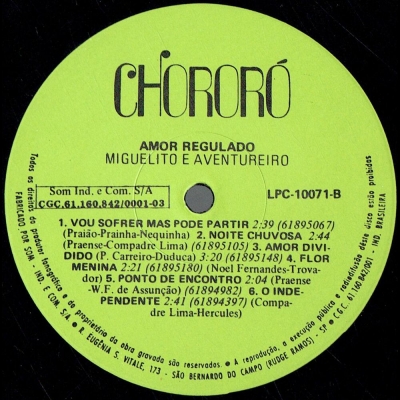 CHORORÓ
AMOR REGULADO
MIGUELITO E AVENTUREIRO
Som Ind. e Com. S/A
CGC.61.160.842/0001-03
LPC-10071-B
1. VOU SOFRER MAS PODE PARTIR 2:39 (61895067)
(Praião-Prainha-Nequinha) 2. NOITE CHUVOSA 2:44
(Praense-Compadre Lima) (61895105) 3. AMOR DIVI-
DIDO (P. Carreiro-Duduca) 3:20 (61895148) 4. FLOR
MENINA 2:21 (61895180) (Noel Fernandes-Trova-
dor) 5. PONTO DE ENCONTRO 2:04 (Praense
-W.F. de Assunção) (61894982) 6. O INDE-
PENDENTE 2:41 (61894397) (Compa-
dre Lima-Hercules)
Todos os direitos do produtor fonográfico e do proprietário da obra gravada são reservados. • A reprodução, a execução pública e radiodifusão deste disco estão proibidas
FABRICADO POR SOM - IND. E COM S/A • R. EUGÊNIA S. VITALE, 173 - SÃO BERNARDO DO CAMPO (RUDGE RAMOS) - SP • C G C. 61.160.842/001 - IND. BRASILEIRA